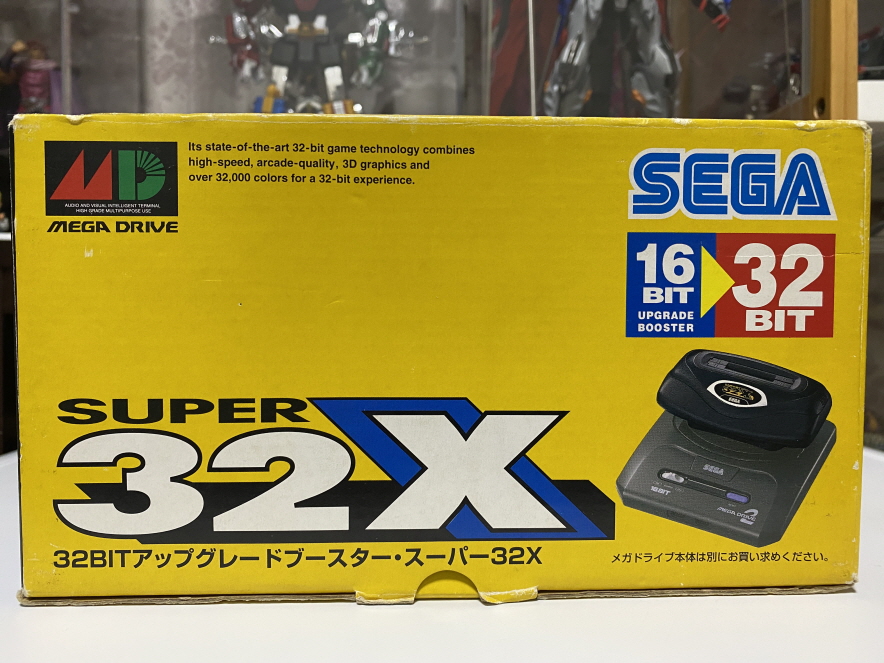 Its state-of-the-art 32-bit game technology combines
high-speed, arcade-quality, 3D graphics and
over 32,000 colors for a 32-bit experience.
MD
AUDIO AND VISUAL INTELLIGENT TERMINAL
HIGH GRADE MULTIPURPOSE USE
MEGA DRIVE
SEGA
16
BIT
UPGRADE
BOOSTER
32
BIT
SUPER
32X
32BITアップグレードブースター・スーパー32X
SEGA
SEGA
16BIT
MEGA DRIVE 2
メガドライブ本体は別にお買い求めください。